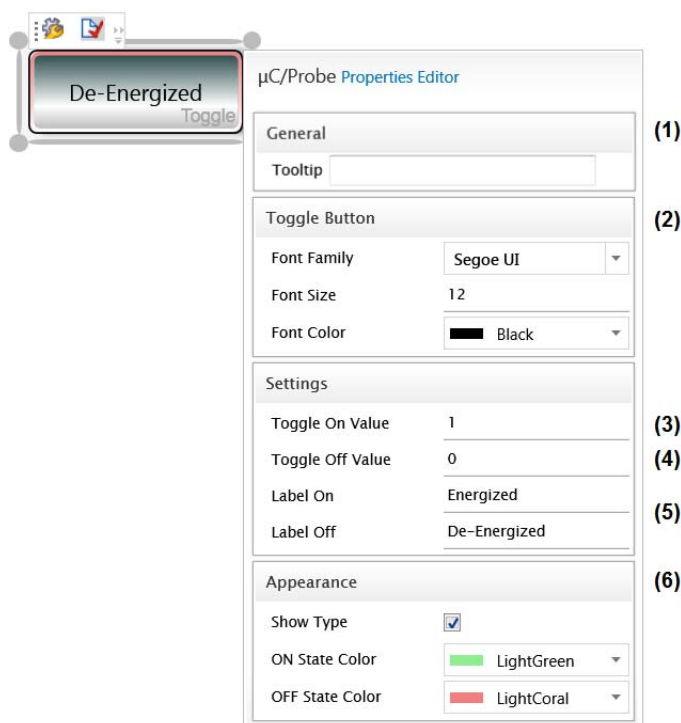 De-Energized
Toggle
µC/Probe Properties Editor
General (1)
Tooltip
Toggle Button (2)
Font Family Segoe UI
Font Size 12
Font Color Black
Settings
Toggle On Value 1 (3)
Toggle Off Value 0 (4)
Label On Energized
(5)
Label Off De-Energized
Appearance (6)
Show Type
ON State Color LightGreen
OFF State Color LightCoral